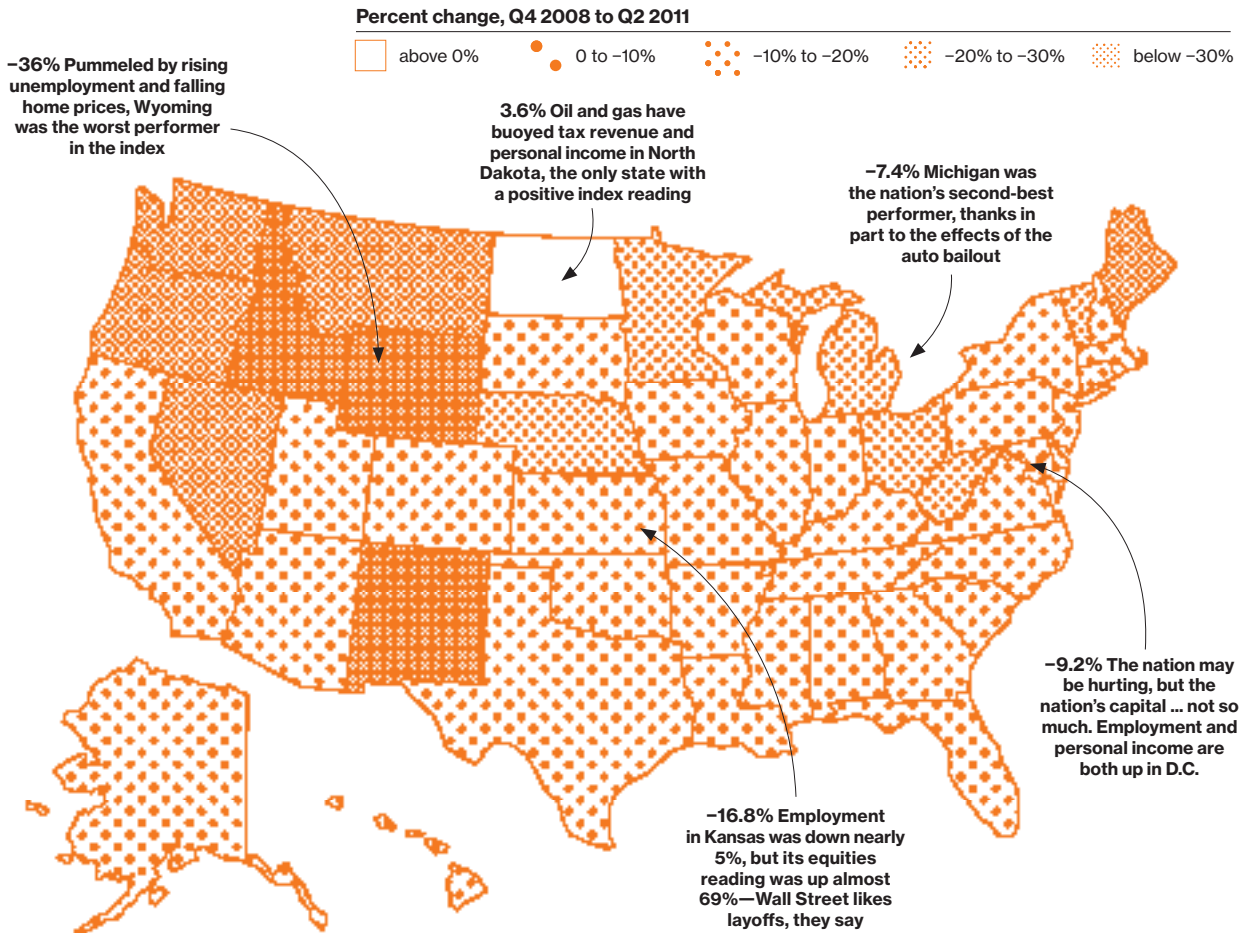 Percent change, Q4 2008 to Q2 2011
above 0%
0 to −10%
−10% to −20%
−20% to −30%
below −30%
−36% Pummeled by rising
unemployment and falling
home prices, Wyoming
was the worst performer
in the index
3.6% Oil and gas have
buoyed tax revenue and
personal income in North
Dakota, the only state with
a positive index reading
−7.4% Michigan was
the nation’s second-best
performer, thanks in
part to the effects of the
auto bailout
−9.2% The nation may
be hurting, but the
nation’s capital ... not so
much. Employment and
personal income are
both up in D.C.
−16.8% Employment
in Kansas was down nearly
5%, but its equities
reading was up almost
69%—Wall Street likes
layoffs, they say